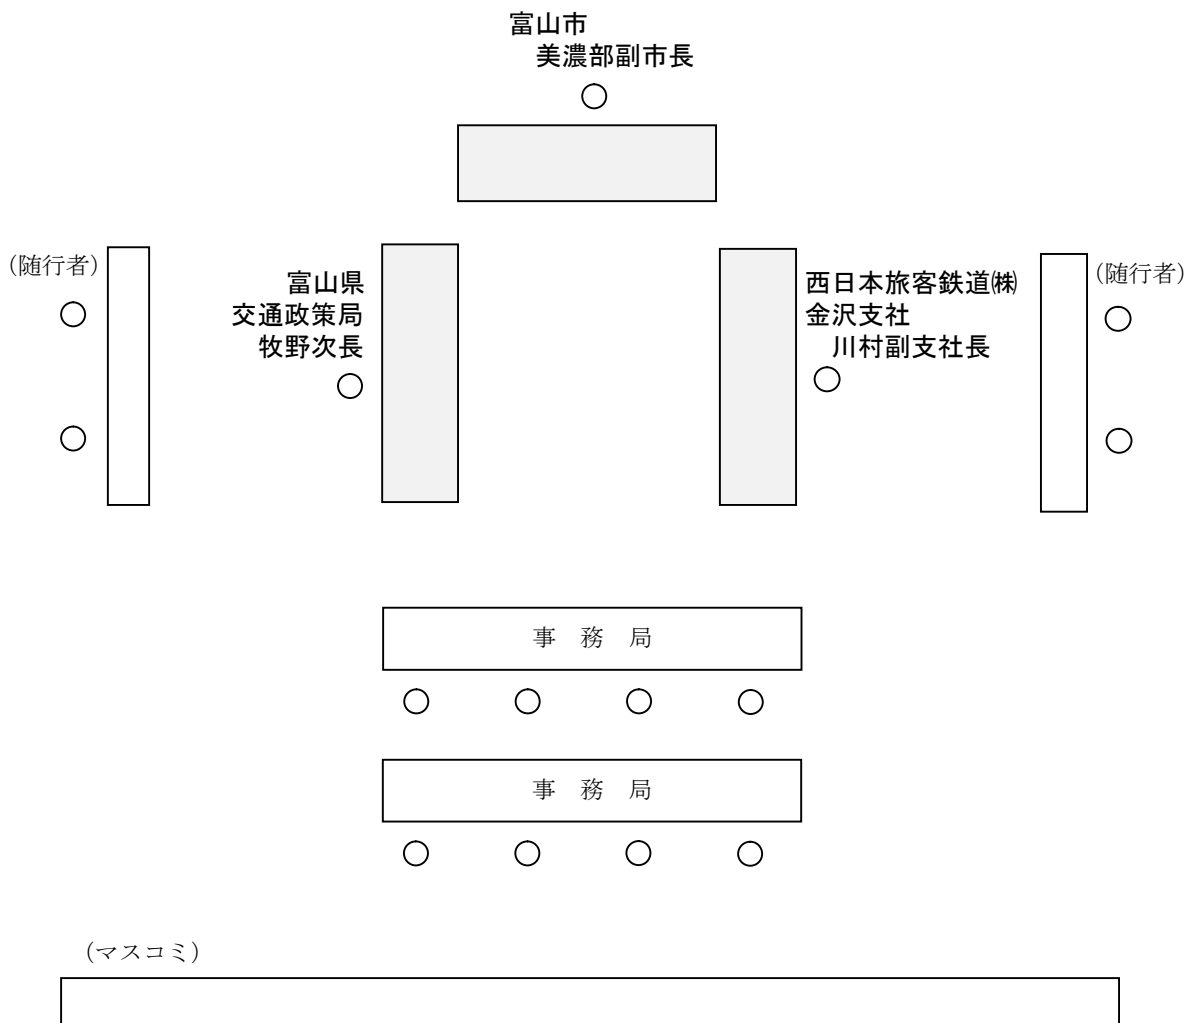 富山市
美濃部副市長
（随行者）
富山県
交通政策局
牧野次長
西日本旅客鉄道㈱
金沢支社
川村副支社長
（随行者）
事　務　局
事　務　局
（マスコミ）